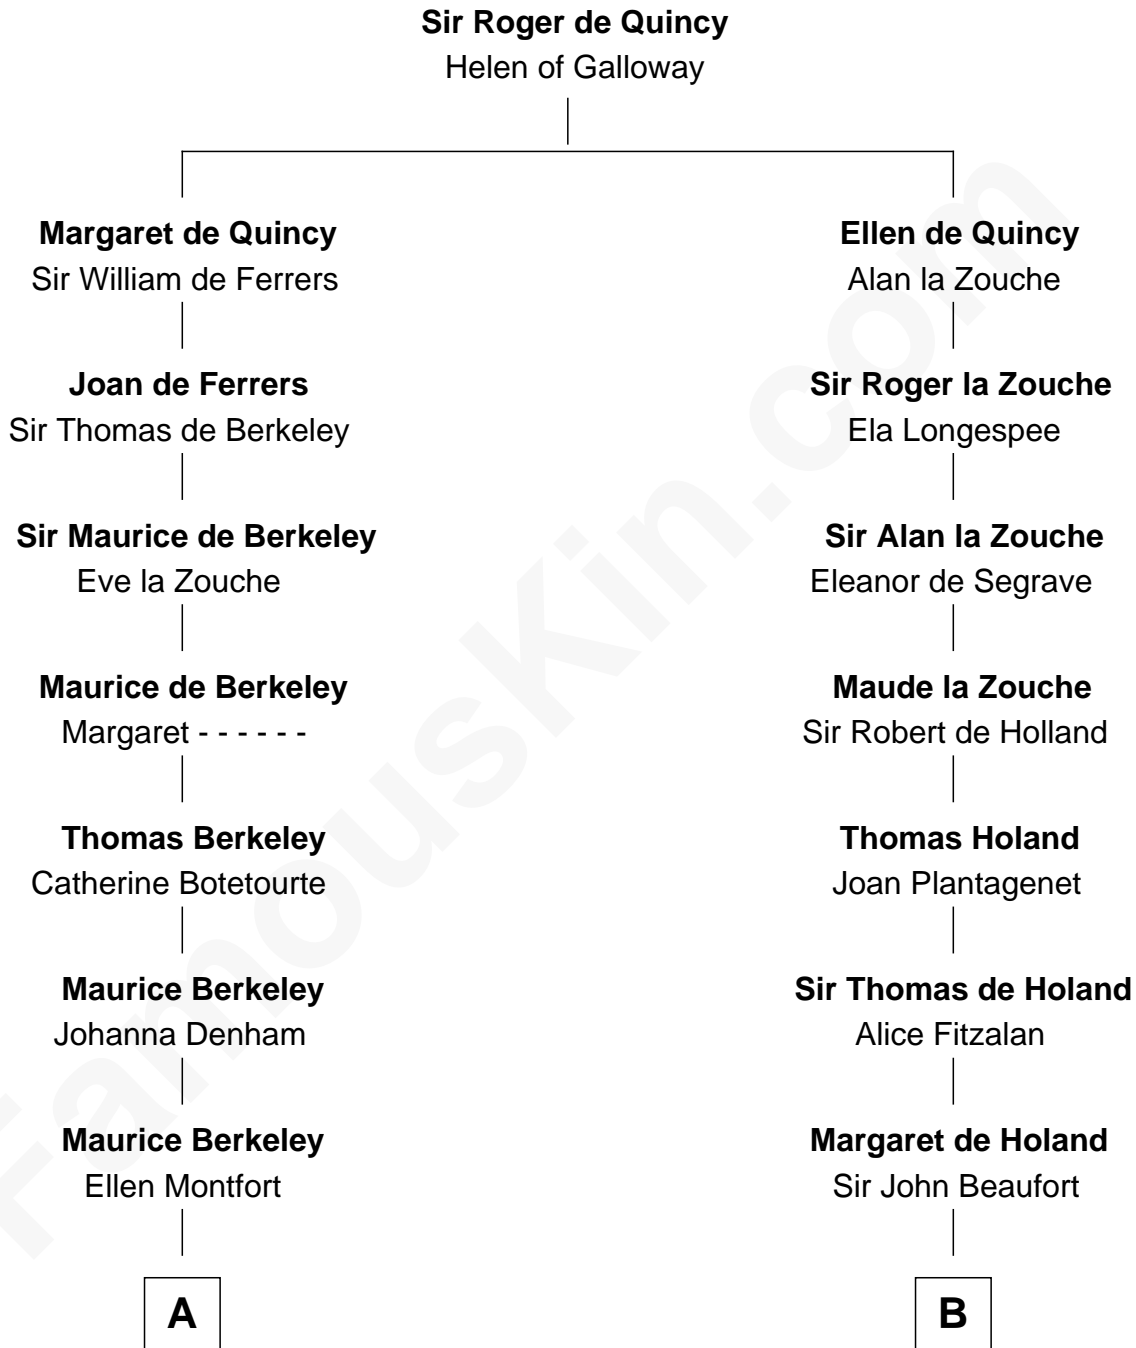 Sir Roger de Quincy
Helen of Galloway
Margaret de Quincy
Sir William de Ferrers
Ellen de Quincy
Alan la Zouche
Joan de Ferrers
Sir Thomas de Berkeley
Sir Roger la Zouche
Ela Longespee
Sir Maurice de Berkeley
Eve la Zouche
Sir Alan la Zouche
Eleanor de Segrave
Maurice de Berkeley
Margaret - - - - - -
Maude la Zouche
Sir Robert de Holland
Thomas Berkeley
Catherine Botetourte
Thomas Holand
Joan Plantagenet
Maurice Berkeley
Johanna Denham
Sir Thomas de Holand
Alice Fitzalan
Maurice Berkeley
Ellen Montfort
Margaret de Holand
Sir John Beaufort
A
B
FamousKin.com